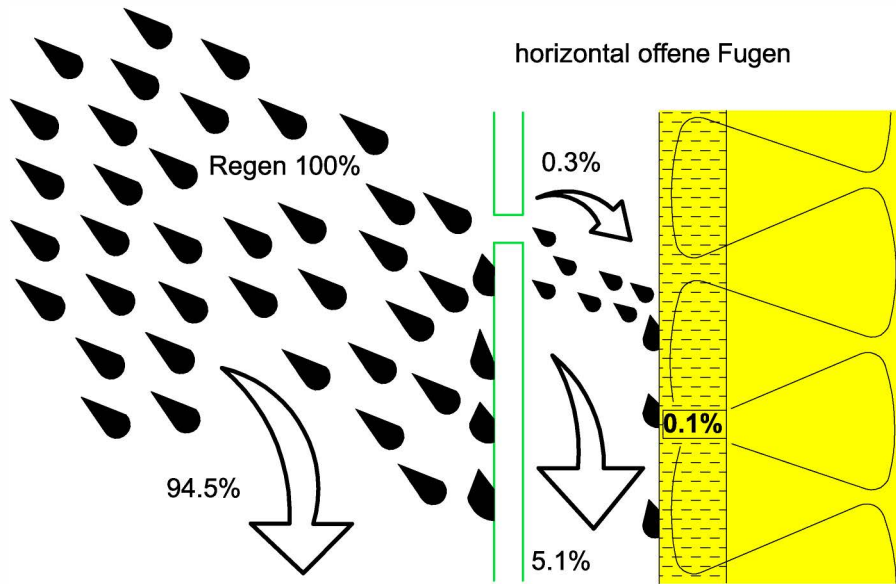 horizontal offene Fugen
Regen 100%
0.3%
0.1%
94.5%
5.1%